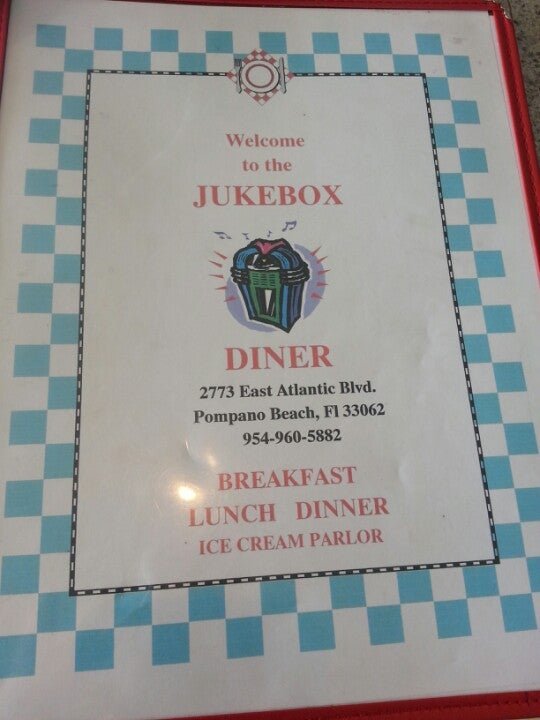 Welcome
to the
JUKEBOX
DINER
2773 East Atlantic Blvd.
Pompano Beach, Fl 33062
954-960-5882
BREAKFAST
LUNCH DINNER
ICE CREAM PARLOR